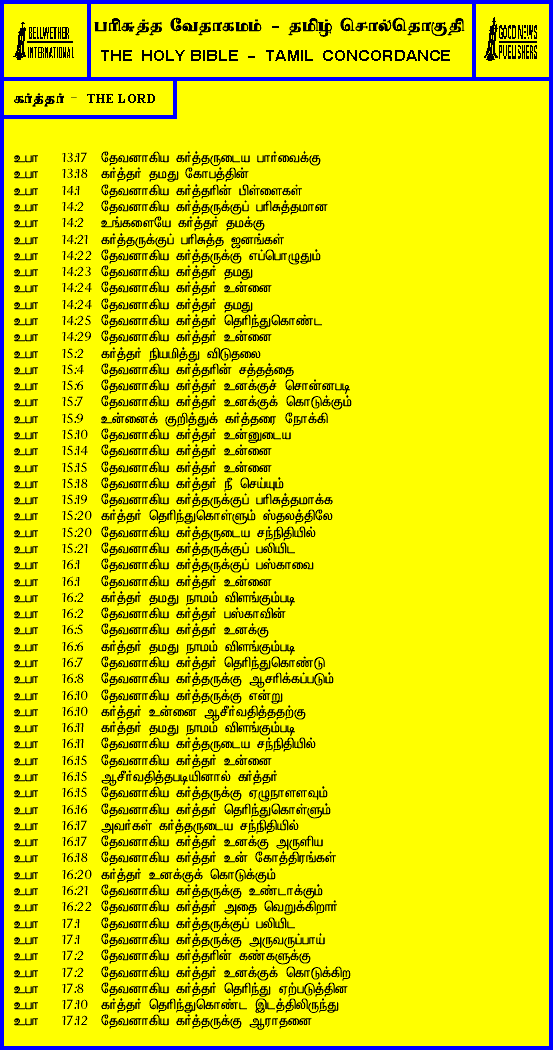 BELLWETHER
INTERNATIONAL
பரிசுத்த வேதாகமம் - தமிழ் சொல்தொகுதி
THE HOLY BIBLE - TAMIL CONCORDANCE
GOOD NEWS
PUBLISHERS
கர்த்தர் - THE LORD
உபா 13:17 தேவனாகிய கர்த்தருடைய பார்வைக்கு
உபா 13:18 கர்த்தர் தமது கோபத்தின்
உபா 14:1 தேவனாகிய கர்த்தரின் பிள்ளைகள்
உபா 14:2 தேவனாகிய கர்த்தருக்குப் பரிசுத்தமான
உபா 14:2 உங்களையே கர்த்தர் தமக்கு
உபா 14:21 கர்த்தருக்குப் பரிசுத்த ஜனங்கள்
உபா 14:22 தேவனாகிய கர்த்தருக்கு எப்பொழுதும்
உபா 14:23 தேவனாகிய கர்த்தர் தமது
உபா 14:24 தேவனாகிய கர்த்தர் உன்னை
உபா 14:24 தேவனாகிய கர்த்தர் தமது
உபா 14:25 தேவனாகிய கர்த்தர் தெரிந்துகொண்ட
உபா 14:29 தேவனாகிய கர்த்தர் உன்னை
உபா 15:2 கர்த்தர் நியமித்து விடுதலை
உபா 15:4 தேவனாகிய கர்த்தரின் சத்தத்தை
உபா 15:6 தேவனாகிய கர்த்தர் உனக்குச் சொன்னபடி
உபா 15:7 தேவனாகிய கர்த்தர் உனக்குக் கொடுக்கும்
உபா 15:9 உன்னைக் குறித்துக் கர்த்தரை நோக்கி
உபா 15:10 தேவனாகிய கர்த்தர் உன்னுடைய
உபா 15:14 தேவனாகிய கர்த்தர் உன்னை
உபா 15:15 தேவனாகிய கர்த்தர் உன்னை
உபா 15:18 தேவனாகிய கர்த்தர் நீ செய்யும்
உபா 15:19 தேவனாகிய கர்த்தருக்குப் பரிசுத்தமாக்க
உபா 15:20 கர்த்தர் தெரிந்துகொள்ளும் ஸ்தலத்திலே
உபா 15:20 தேவனாகிய கர்த்தருடைய சந்நிதியில்
உபா 15:21 தேவனாகிய கர்த்தருக்குப் பலியிட
உபா 16:1 தேவனாகிய கர்த்தருக்குப் பஸ்காவை
உபா 16:1 தேவனாகிய கர்த்தர் உன்னை
உபா 16:2 கர்த்தர் தமது நாமம் விளங்கும்படி
உபா 16:2 தேவனாகிய கர்த்தர் பஸ்காவின்
உபா 16:5 தேவனாகிய கர்த்தர் உனக்கு
உபா 16:6 கர்த்தர் தமது நாமம் விளங்கும்படி
உபா 16:7 தேவனாகிய கர்த்தர் தெரிந்துகொண்டு
உபா 16:8 தேவனாகிய கர்த்தருக்கு ஆசரிக்கப்படும்
உபா 16:10 தேவனாகிய கர்த்தருக்கு என்று
உபா 16:10 கர்த்தர் உன்னை ஆசீர்வதித்ததற்கு
உபா 16:11 கர்த்தர் தமது நாமம் விளங்கும்படி
உபா 16:11 தேவனாகிய கர்த்தருடைய சந்நிதியில்
உபா 16:15 தேவனாகிய கர்த்தர் உன்னை
உபா 16:15 ஆசீர்வதித்தபடியினால் கர்த்தர்
உபா 16:15 தேவனாகிய கர்த்தருக்கு ஏழுநாளளவும்
உபா 16:16 தேவனாகிய கர்த்தர் தெரிந்துகொள்ளும்
உபா 16:17 அவர்கள் கர்த்தருடைய சந்நிதியில்
உபா 16:17 தேவனாகிய கர்த்தர் உனக்கு அருளிய
உபா 16:18 தேவனாகிய கர்த்தர் உன் கோத்திரங்கள்
உபா 16:20 கர்த்தர் உனக்குக் கொடுக்கும்
உபா 16:21 தேவனாகிய கர்த்தருக்கு உண்டாக்கும்
உபா 16:22 தேவனாகிய கர்த்தர் அதை வெறுக்கிறார்
உபா 17:1 தேவனாகிய கர்த்தருக்குப் பலியிட
உபா 17:1 தேவனாகிய கர்த்தருக்கு அருவருப்பாய்
உபா 17:2 தேவனாகிய கர்த்தரின் கண்களுக்கு
உபா 17:2 தேவனாகிய கர்த்தர் உனக்குக் கொடுக்கிற
உபா 17:8 தேவனாகிய கர்த்தர் தெரிந்து ஏற்படுத்தின
உபா 17:10 கர்த்தர் தெரிந்துகொண்ட இடத்திலிருந்து
உபா 17:12 தேவனாகிய கர்த்தருக்கு ஆராதனை